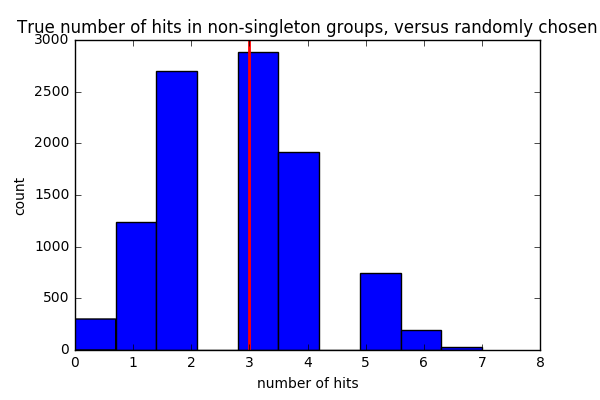 True number of hits in non-singleton groups, versus randomly chosen
3000
2500
2000
1500
1000
500
0
count
0 1 2 3 4 5 6 7 8
number of hits